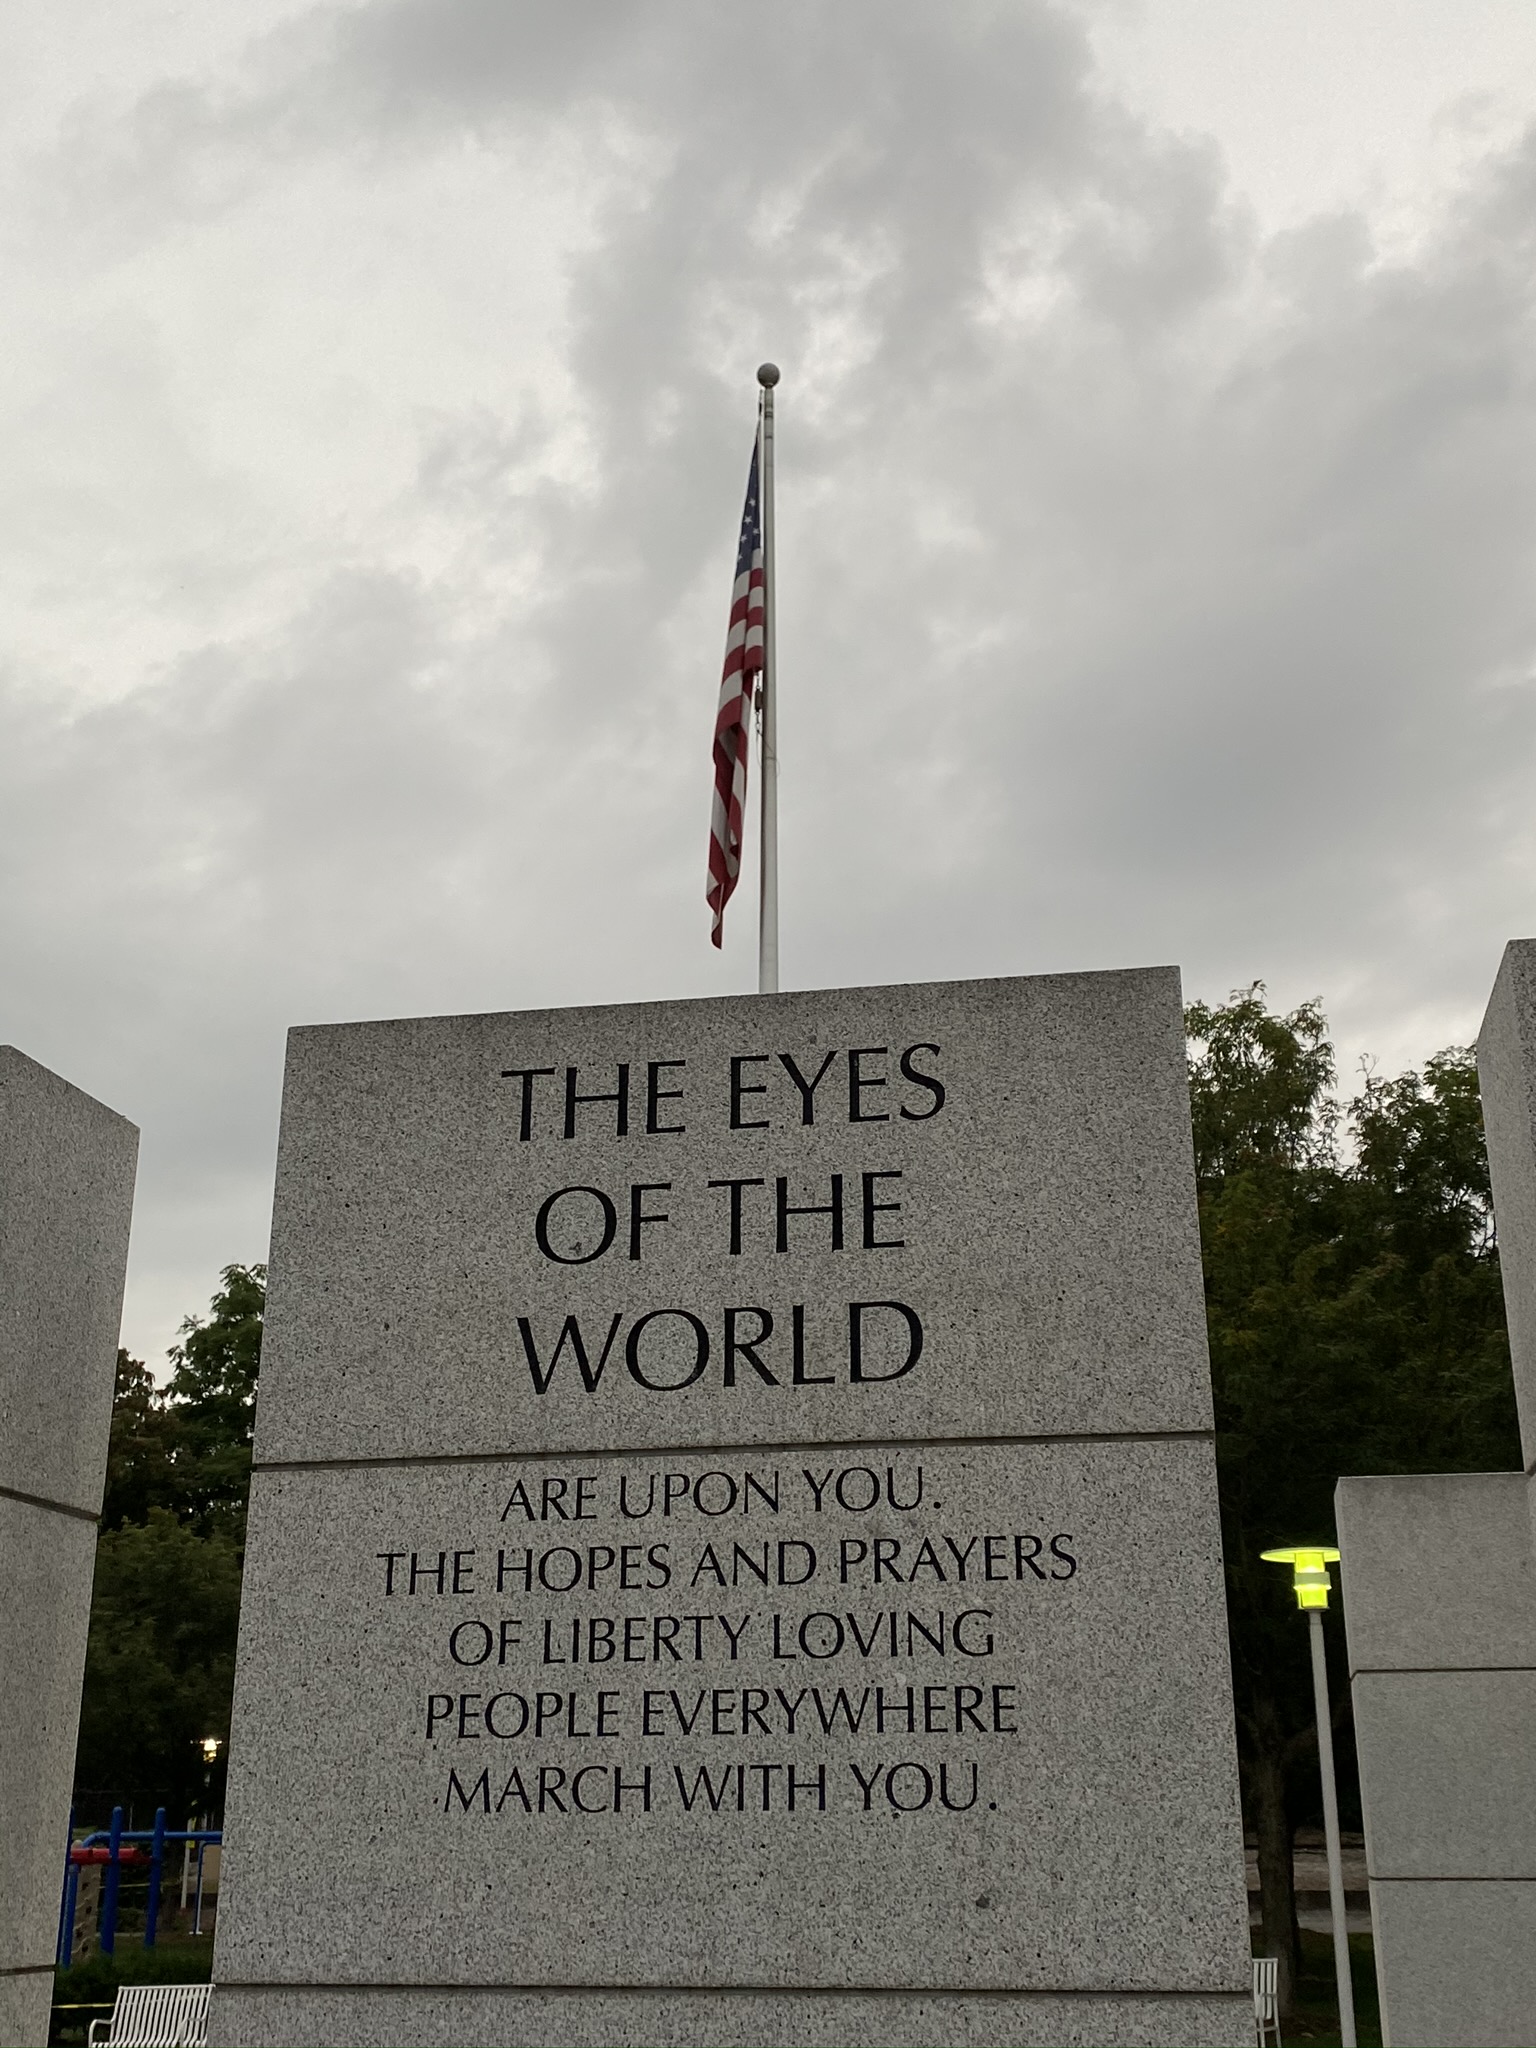 THE EYES
OF THE
WORLD
ARE UPON YOU.
THE HOPES AND PRAYERS
OF LIBERTY LOVING
PEOPLE EVERYWHERE
MARCH WITH YOU.